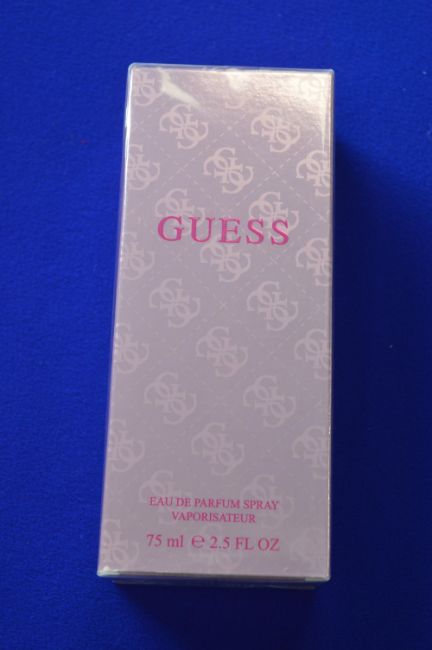 GUESS
EAU DE PARFUM SPRAY
VAPORISATEUR
75 ml ℮ 2.5 FL OZ